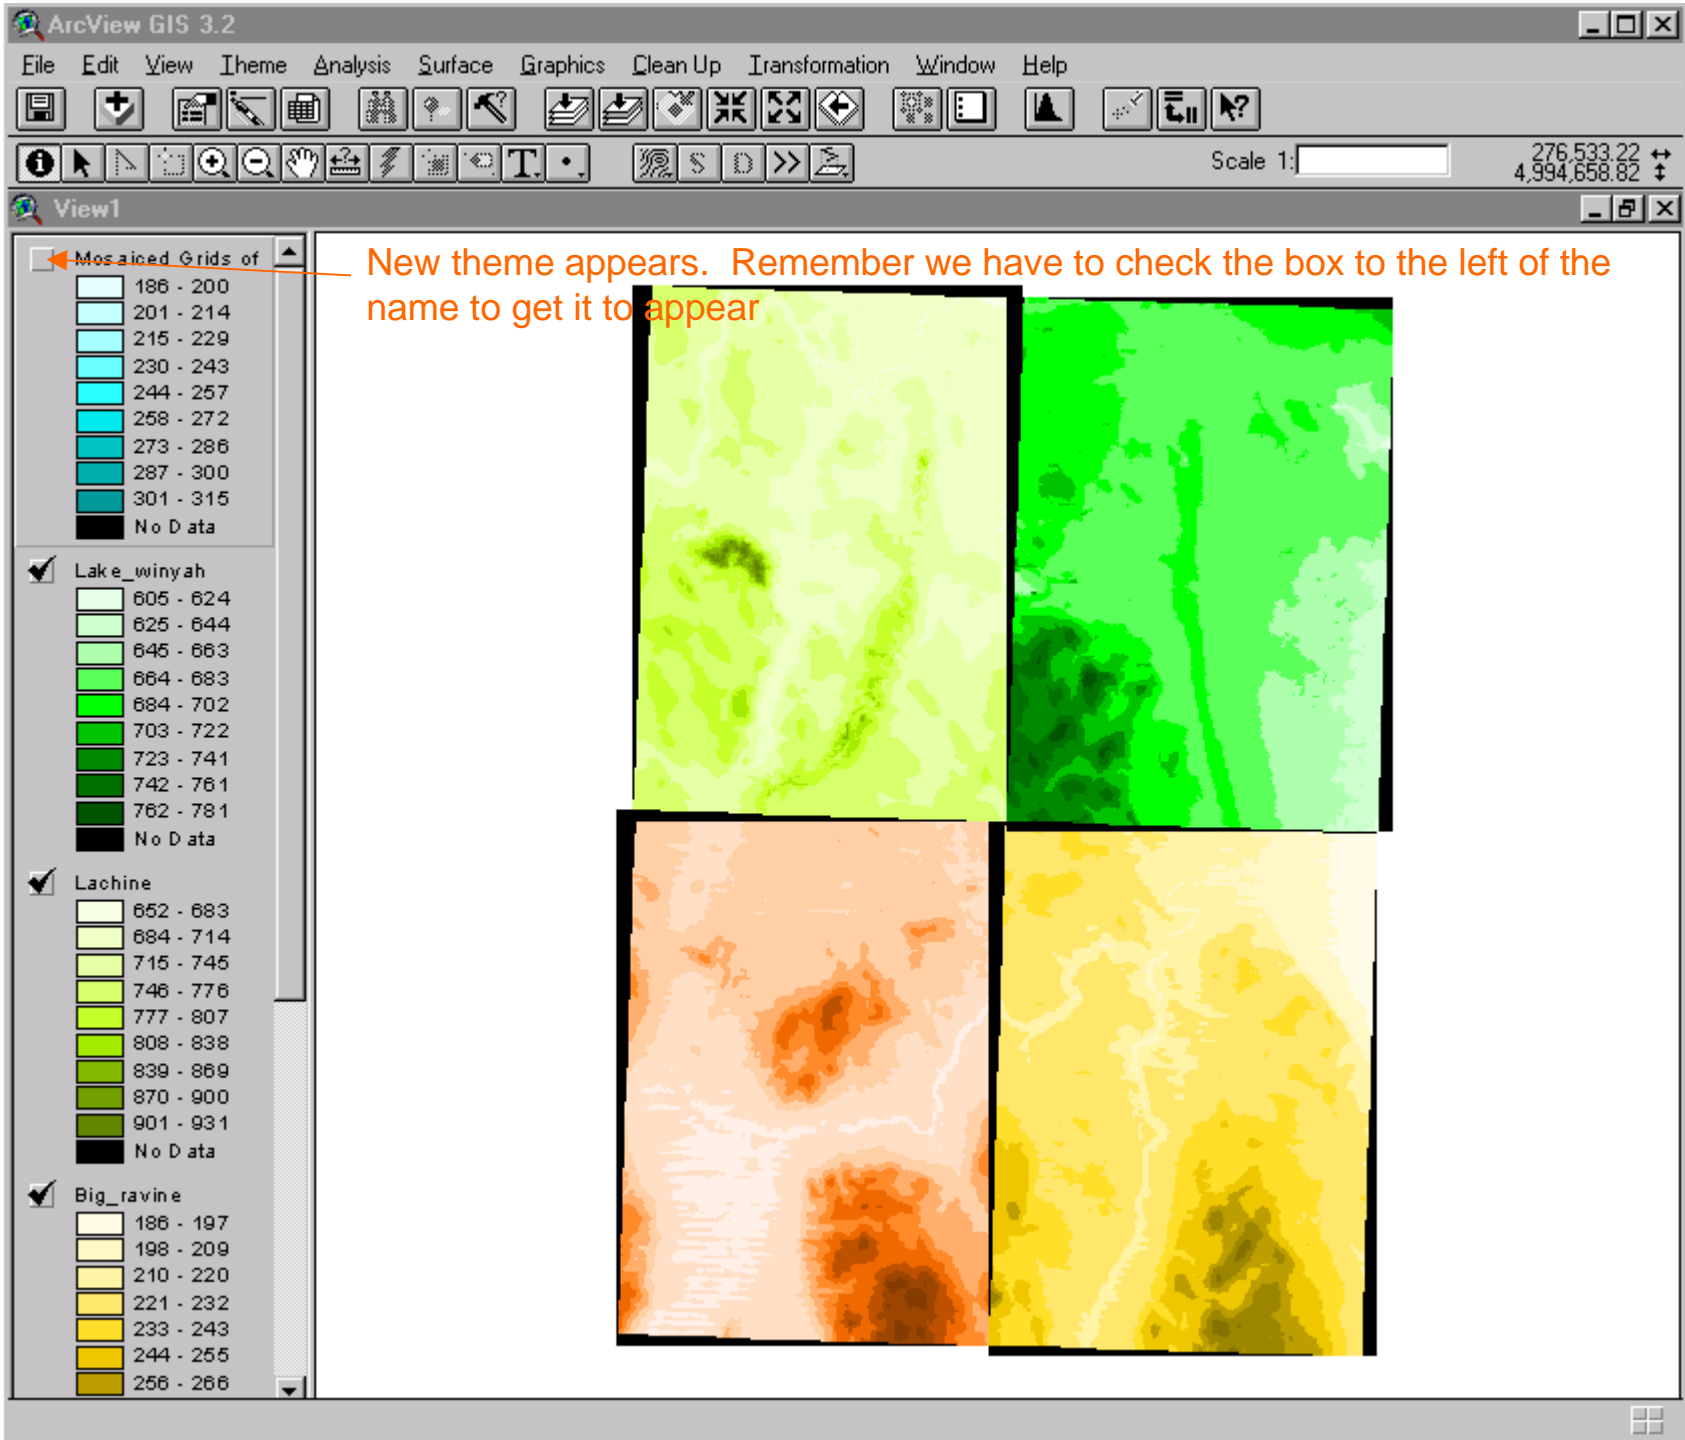 ArcView GIS 3.2
File Edit View Theme Analysis Surface Graphics Clean Up Transformation Window Help
T.
S D >>
Scale 1:
276,533.22
4,994,658.82
View1
New theme appears. Remember we have to check the box to the left of the
name to get it to appear
Mosaiced Grids of
186 - 200
201 - 214
215 - 229
230 - 243
244 - 257
258 - 272
273 - 286
287 - 300
301 - 315
No Data
Lake_winyah
605 - 624
625 - 644
645 - 663
664 - 683
684 - 702
703 - 722
723 - 741
742 - 761
762 - 781
No Data
Lachine
652 - 683
684 - 714
715 - 745
746 - 776
777 - 807
808 - 838
839 - 869
870 - 900
901 - 931
No Data
Big_ravine
186 - 197
198 - 209
210 - 220
221 - 232
233 - 243
244 - 255
256 - 266